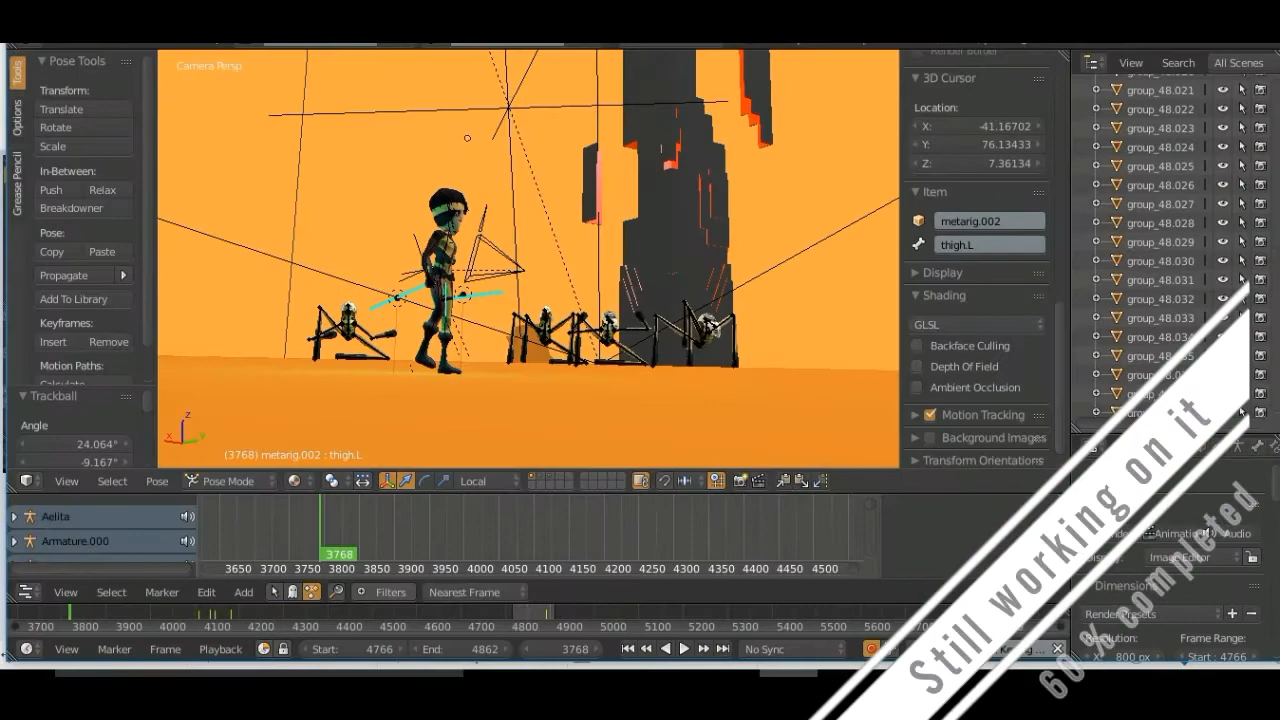 Tools
Options
Grease Pencil
Pose Tools
Transform:
Translate
Rotate
Scale
In-Between:
Push Relax
Breakdowner
Pose:
Copy Paste
Propagate
Add To Library
Keyframes:
Insert Remove
Motion Paths:
Trackball
Angle
24.064°
-9.167°
Camera Persp
(3768) metarig.002 : thigh.L
3D Cursor
Location:
X: -41.16702
Y: 76.13433
Z: 7.36134
Item
metarig.002
thigh.L
Display
Shading
GLSL
Backface Culling
Depth Of Field
Ambient Occlusion
Motion Tracking
Background Images
Transform Orientations
View Search All Scenes
group_48.021
group_48.022
group_48.023
group_48.024
group_48.025
group_48.026
group_48.027
group_48.028
group_48.029
group_48.030
group_48.031
group_48.032
group_48.033
View Select Pose Pose Mode Local
Aelita
Armature.000
3768
3650 3700 3750 3800 3850 3900 3950 4000 4050 4100 4150 4200 4250 4300 4350 4400 4450 4500
View Select Marker Edit Add Filters Nearest Frame
3700 3800 3900 4000 4100 4200 4300 4400 4500 4600 4700 4800 4900 5000 5100 5200 5300 5400 5500 5600
View Marker Frame Playback Start: 4766 End: 4862 3768 No Sync
Animation Audio
Image Editor
Dimensions
Render Presets
Resolution: Frame Range:
X: 800 px Start : 4766
Still working on it
60 % completed